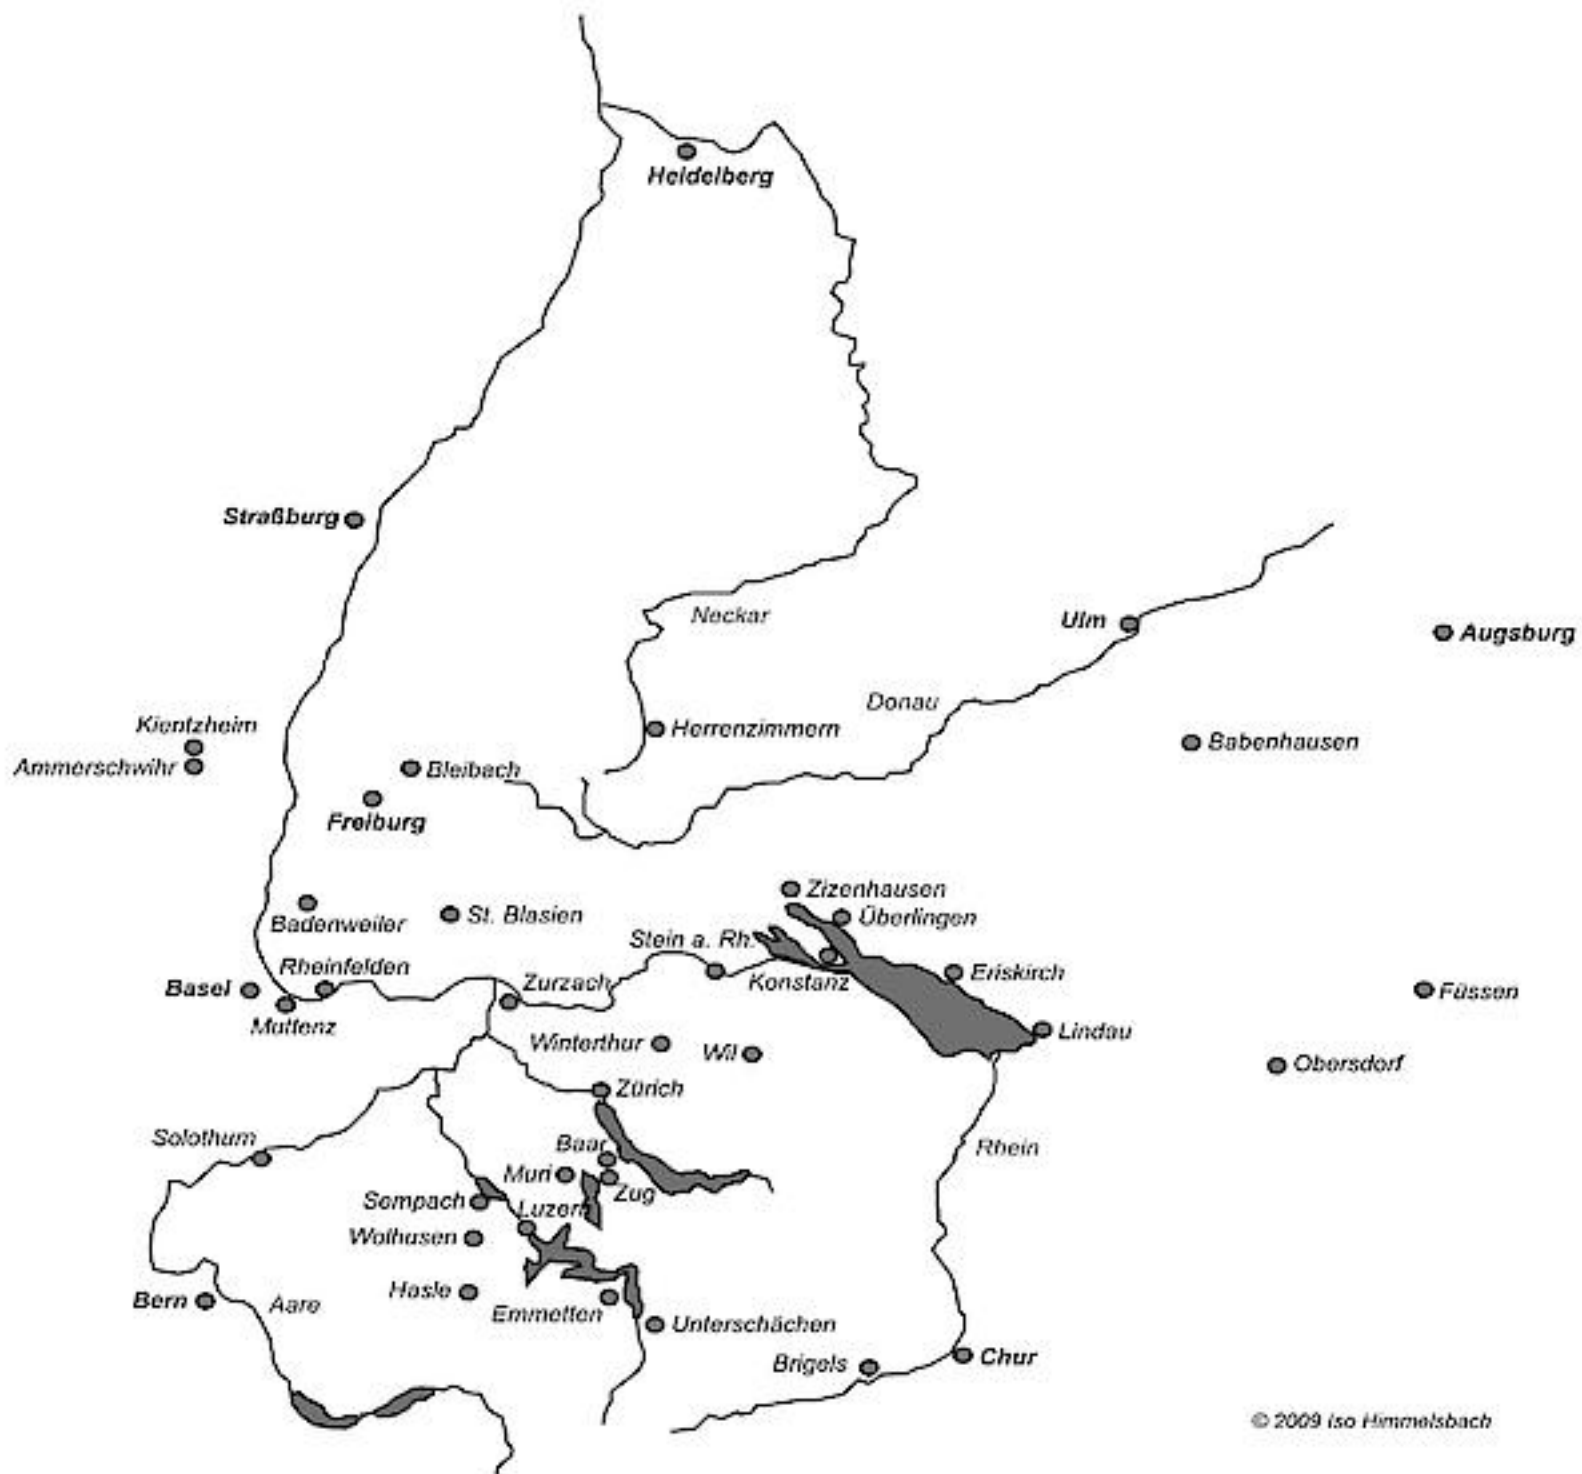 Heidelberg
Straßburg
Neckar
Ulm
Augsburg
Donau
Kientzheim
Herrenzimmern
Babenhausen
Ammerschwihr
Bleibach
Freiburg
Zizenhausen
Badenweiler
St. Blasien
Überlingen
Stein a. Rh.
Rheinfelden
Eriskirch
Basel
Zurzach
Konstanz
Füssen
Muttenz
Lindau
Winterthur
Wil
Obersdorf
Zürich
Solothurn
Baar
Rhein
Muri
Zug
Sempach
Luzern
Wolhusen
Hasle
Bern
Aare
Emmetten
Unterschächen
Brigels
Chur
© 2009 Iso Himmelsbach